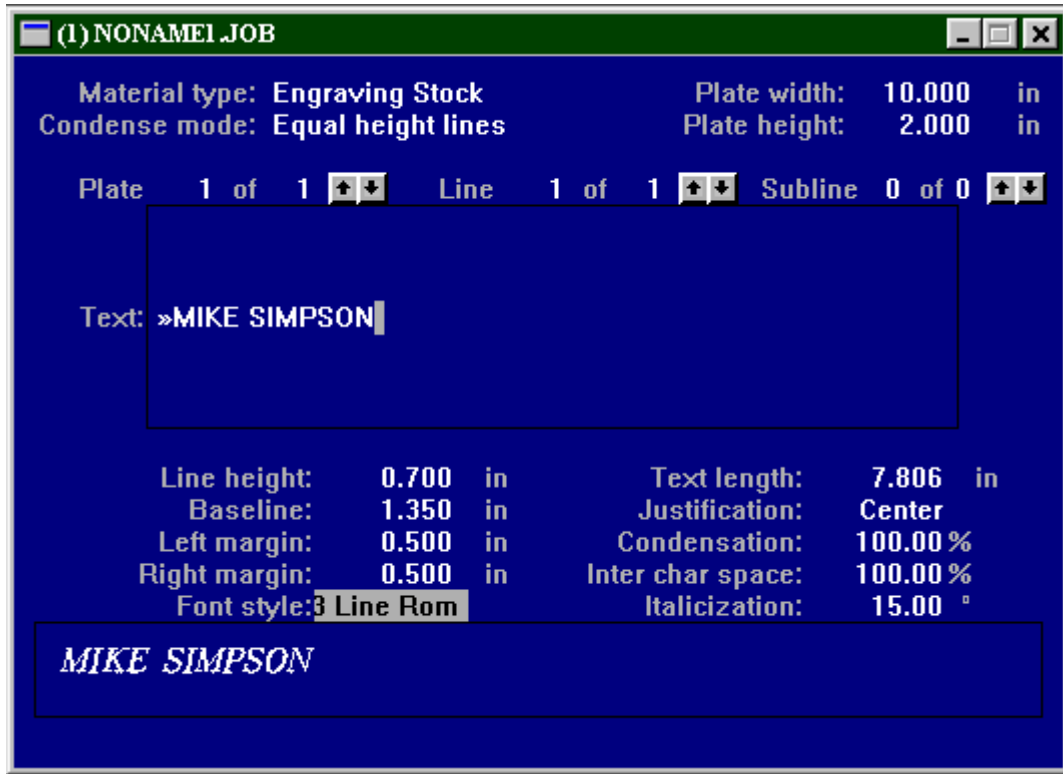 (1) NONAME1.JOB
Material type: Engraving Stock Plate width: 10.000 in
Condense mode: Equal height lines Plate height: 2.000 in
Plate 1 of 1 Line 1 of 1 Subline 0 of 0
Text: »MIKE SIMPSON
Line height: 0.700 in Text length: 7.806 in
Baseline: 1.350 in Justification: Center
Left margin: 0.500 in Condensation: 100.00 %
Right margin: 0.500 in Inter char space: 100.00 %
Font style: 3 Line Rom Italicization: 15.00 °
MIKE SIMPSON